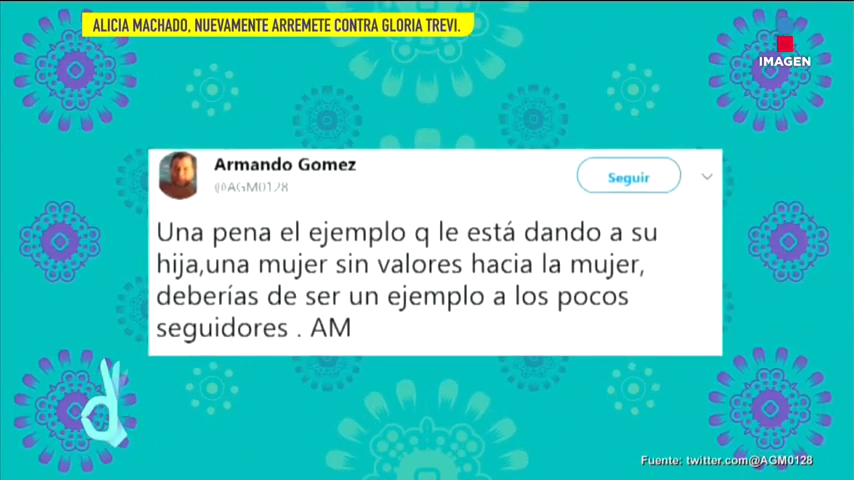 ALICIA MACHADO, NUEVAMENTE ARREMETE CONTRA GLORIA TREVI.
IMAGEN
Armando Gomez
@AGM0128
Seguir
Una pena el ejemplo q le está dando a su
hija,una mujer sin valores hacia la mujer,
deberías de ser un ejemplo a los pocos
seguidores . AM
Fuente: twitter.com@AGM0128